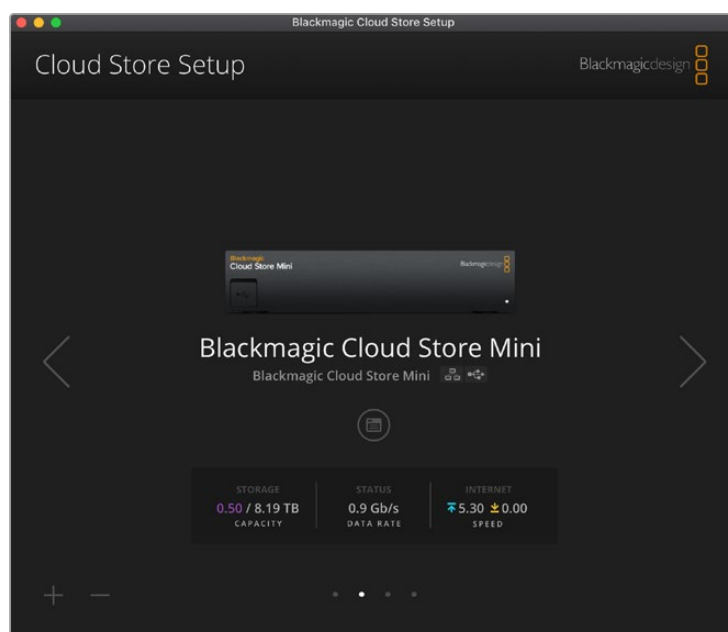 Blackmagic Cloud Store Setup
Cloud Store Setup
Blackmagicdesign
Blackmagic
Cloud Store Mini
Blackmagicdesign
Blackmagic Cloud Store Mini
Blackmagic Cloud Store Mini
STORAGE
0.50 / 8.19 TB
CAPACITY
STATUS
0.9 Gb/s
DATA RATE
INTERNET
5.30 0.00
SPEED